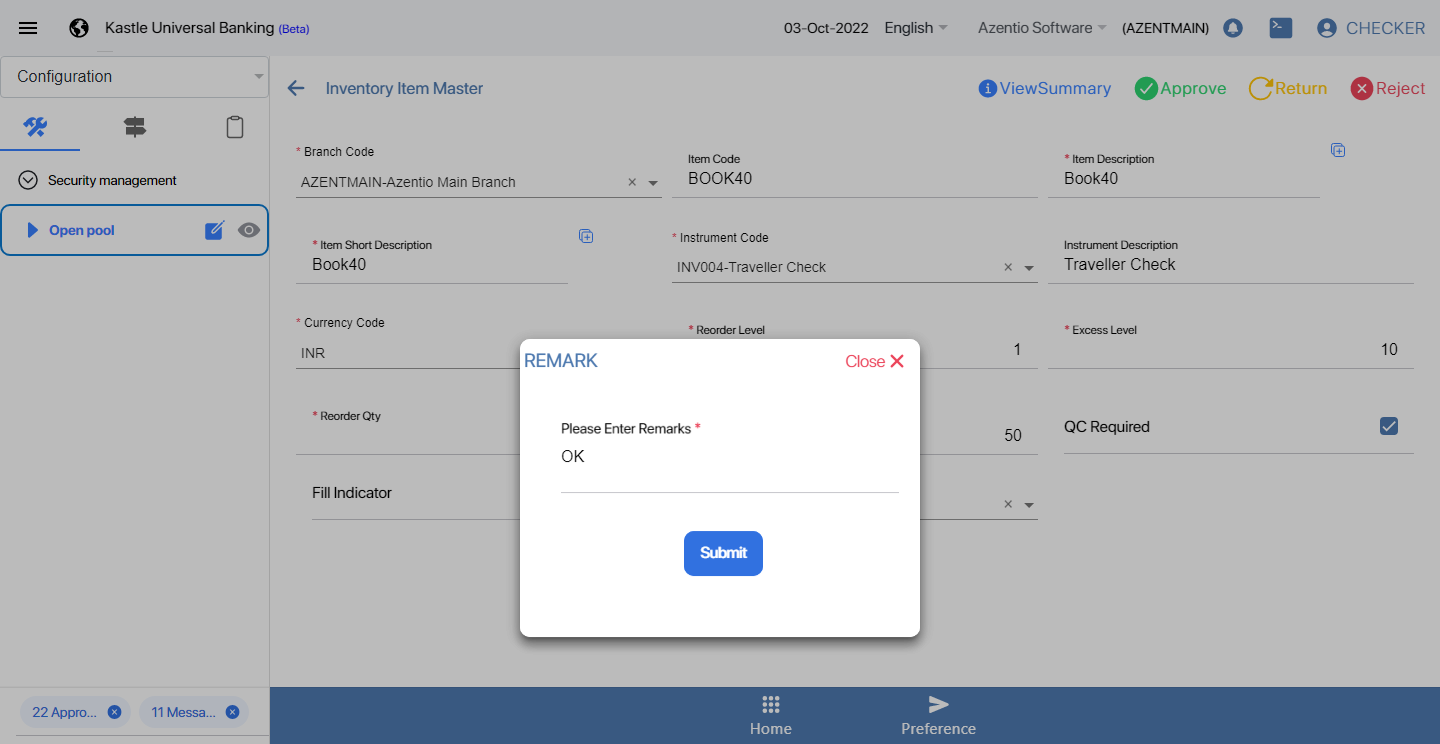 Kastle Universal Banking (Beta)
03-Oct-2022 English Azentio Software (AZENTMAIN) CHECKER
Configuration
Inventory Item Master
ViewSummary Approve Return Reject
Security management
Open pool
* Branch Code
AZENTMAIN-Azentio Main Branch
Item Code
BOOK40
* Item Description
Book40
* Item Short Description
Book40
* Instrument Code
INV004-Traveller Check
Instrument Description
Traveller Check
* Currency Code
INR
* Reorder Level
1
* Excess Level
10
* Reorder Qty
50
QC Required
Fill Indicator
REMARK
Close
Please Enter Remarks *
OK
Submit
22 Appro...
11 Messa...
Home
Preference